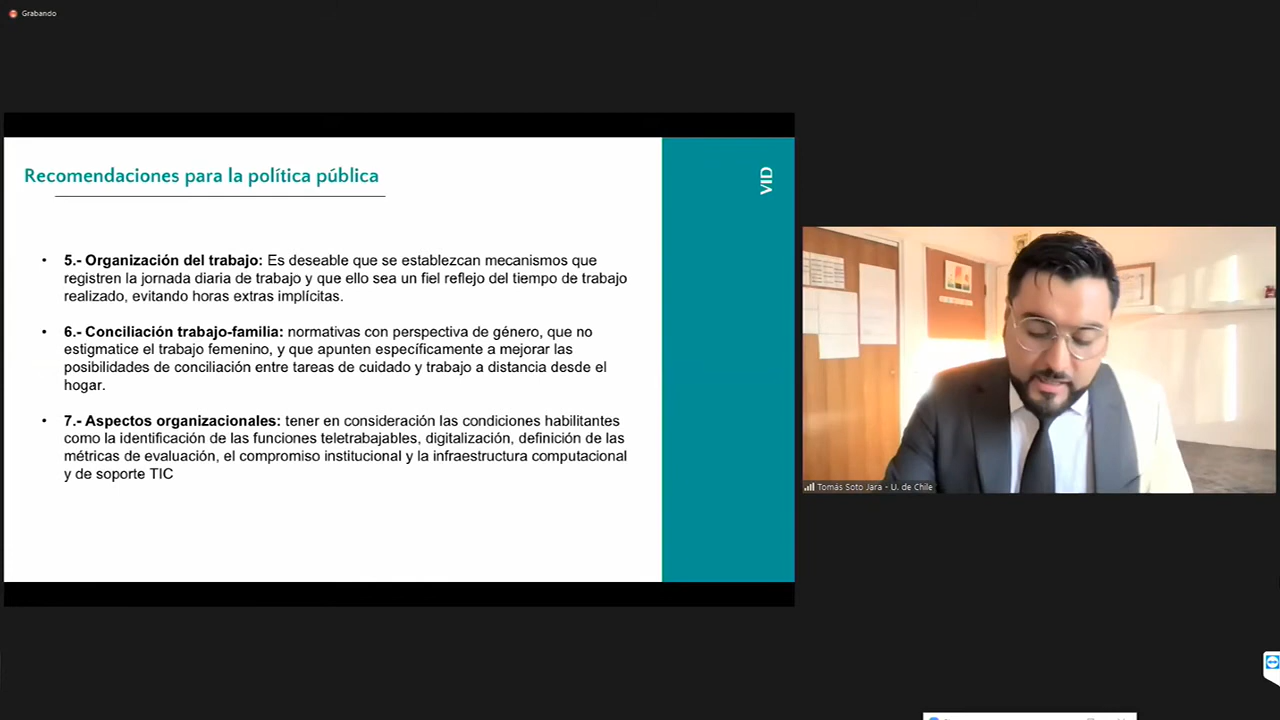 Grabando
Recomendaciones para la política pública
VID
• 5.- Organización del trabajo: Es deseable que se establezcan mecanismos que
registren la jornada diaria de trabajo y que ello sea un fiel reflejo del tiempo de trabajo
realizado, evitando horas extras implícitas.
• 6.- Conciliación trabajo-familia: normativas con perspectiva de género, que no
estigmatice el trabajo femenino, y que apunten específicamente a mejorar las
posibilidades de conciliación entre tareas de cuidado y trabajo a distancia desde el
hogar.
• 7.- Aspectos organizacionales: tener en consideración las condiciones habilitantes
como la identificación de las funciones teletrabajables, digitalización, definición de las
métricas de evaluación, el compromiso institucional y la infraestructura computacional
y de soporte TIC
Tomás Soto Jara - U. de Chile